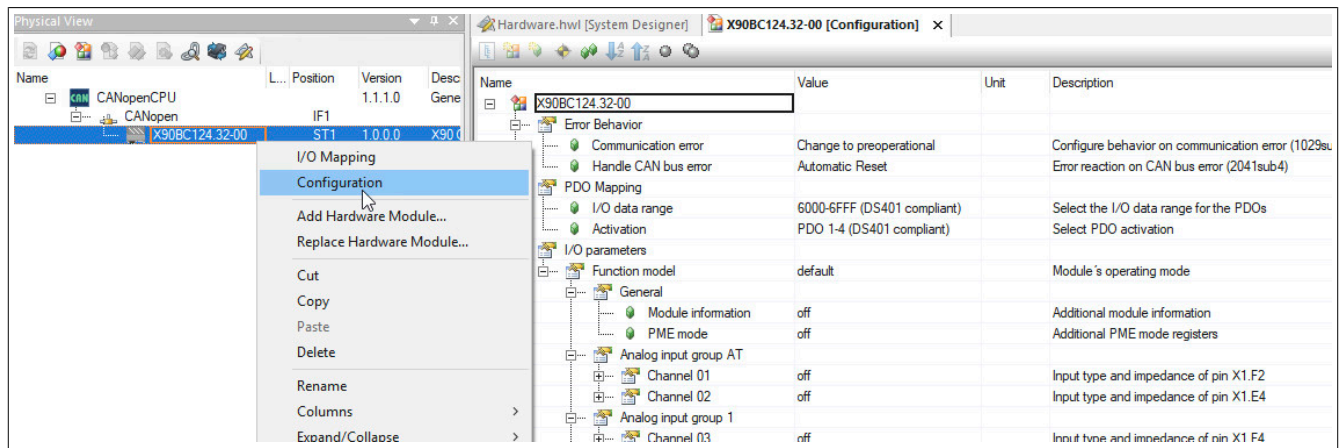 Physical View
Name L... Position Version Desc
CANopenCPU 1.1.1.0 Gene
CANopen IF1
X90BC124.32-00 ST1 1.0.0.0 X90 C
I/O Mapping
Configuration
Add Hardware Module...
Replace Hardware Module...
Cut
Copy
Paste
Delete
Rename
Columns
Expand/Collapse
Hardware.hwl [System Designer] X90BC124.32-00 [Configuration] X
Name Value Unit Description
X90BC124.32-00
Error Behavior
Communication error Change to preoperational Configure behavior on communication error (1029su
Handle CAN bus error Automatic Reset Error reaction on CAN bus error (2041sub4)
PDO Mapping
I/O data range 6000-6FFF (DS401 compliant) Select the I/O data range for the PDOs
Activation PDO 1-4 (DS401 compliant) Select PDO activation
I/O parameters
Function model default Module´s operating mode
General
Module information off Additional module information
PME mode off Additional PME mode registers
Analog input group AT
Channel 01 off Input type and impedance of pin X1.F2
Channel 02 off Input type and impedance of pin X1.E4
Analog input group 1
Channel 03 off Input type and impedance of pin X1.F4